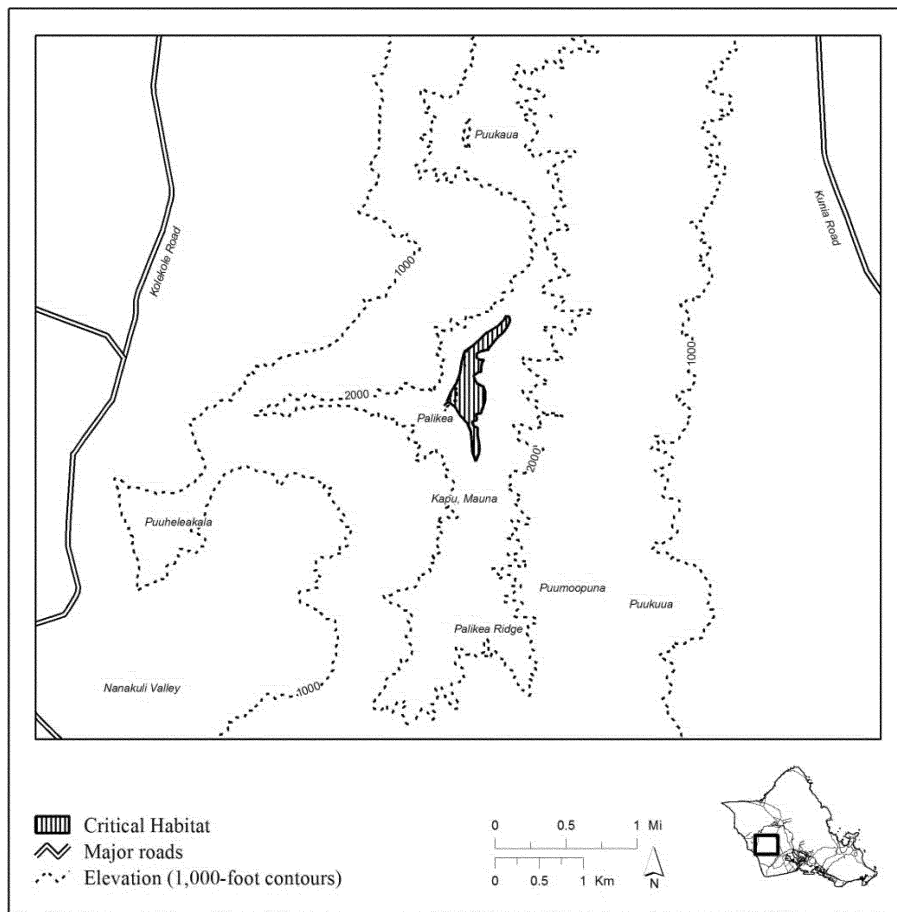 Puukaua
Kolekole Road
Kunia Road
1000
1000
2000
Palikea
2000
Kapu, Mauna
Puuheleakala
Puumoopuna
Puukuua
Palikea Ridge
Nanakuli Valley
1000
Critical Habitat
Major roads
Elevation (1,000-foot contours)
0 0.5 1 Mi
0 0.5 1 Km
N